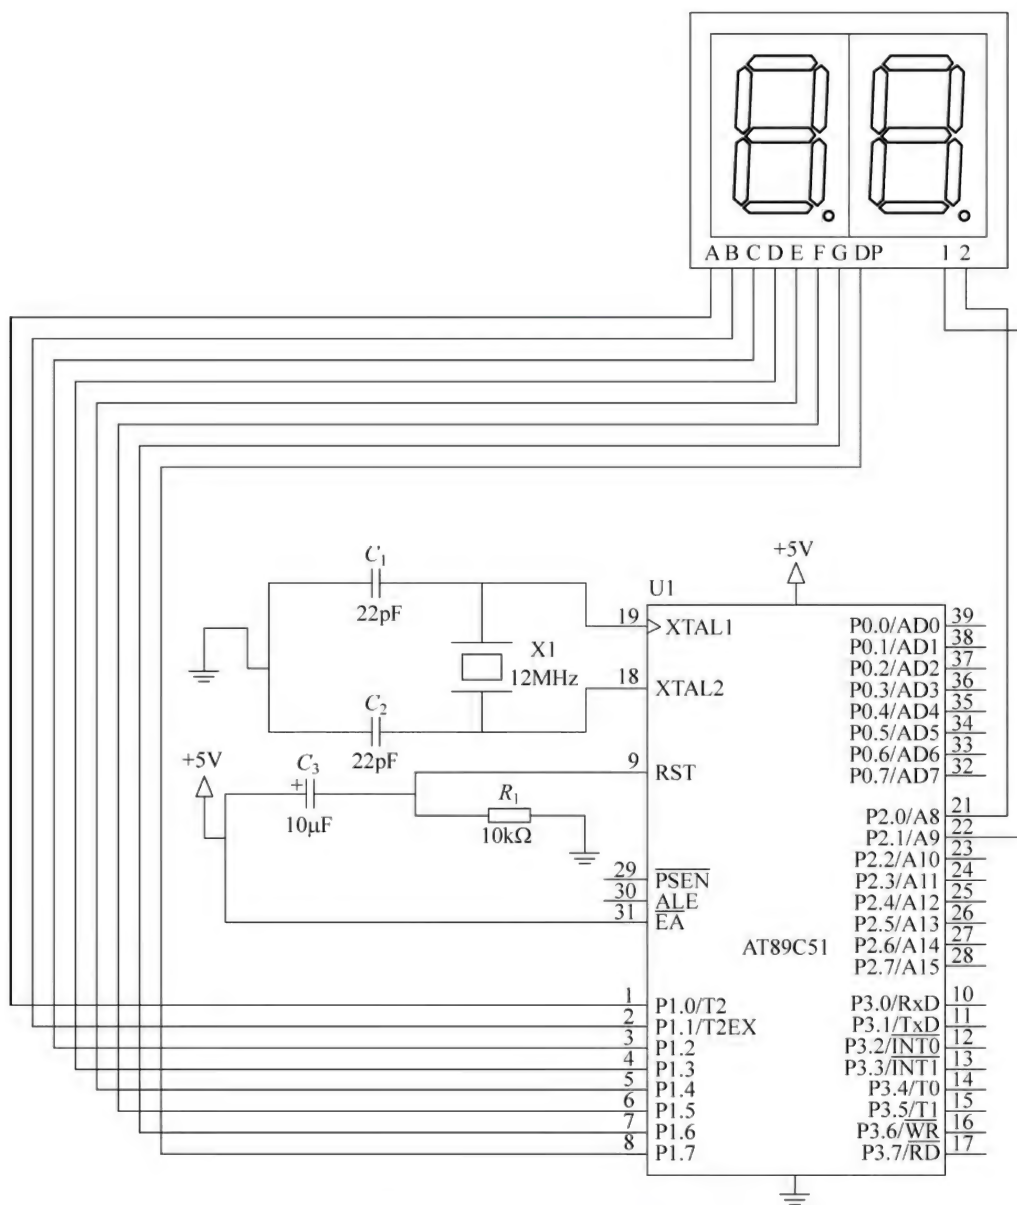 A B C D E F G DP 1 2
C1
22pF
X1
12MHz
C2
22pF
+5V
C3
+
10μF
R1
10kΩ
+5V
U1
19 XTAL1
18 XTAL2
9 RST
29 PSEN
30 ALE
31 EA
AT89C51
1 P1.0/T2
2 P1.1/T2EX
3 P1.2
4 P1.3
5 P1.4
6 P1.5
7 P1.6
8 P1.7
P0.0/AD0 39
P0.1/AD1 38
P0.2/AD2 37
P0.3/AD3 36
P0.4/AD4 35
P0.5/AD5 34
P0.6/AD6 33
P0.7/AD7 32
P2.0/A8 21
P2.1/A9 22
P2.2/A10 23
P2.3/A11 24
P2.4/A12 25
P2.5/A13 26
P2.6/A14 27
P2.7/A15 28
P3.0/RxD 10
P3.1/TxD 11
P3.2/INT0 12
P3.3/INT1 13
P3.4/T0 14
P3.5/T1 15
P3.6/WR 16
P3.7/RD 17